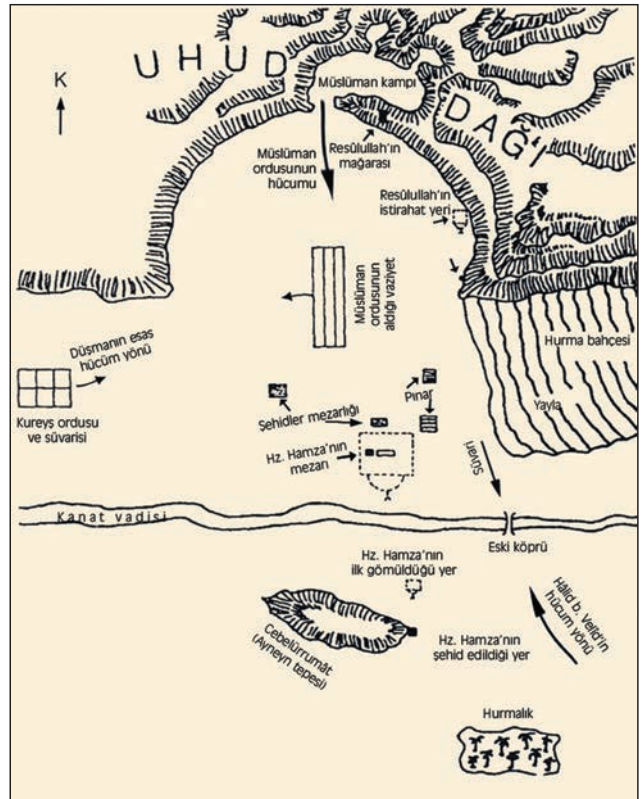 UHUD
DAĞI
K
Müslüman kampı
Müslüman
ordusunun
hücumu
Resûlullah'ın
mağarası
Resûlullah'ın
istirahat yeri
Müslüman
ordusunun
aldığı vaziyet
Düşmanın esas
hücüm yönü
Kureyş ordusu
ve süvarisi
Hurma bahçesi
Yayla
Pınar
Şehidler mezarlığı
Hz. Hamza'nın
mezarı
Süvari
Kanat vadisi
Eski köprü
Hz. Hamza'nın
ilk gömüldüğü yer
Hâlid b. Velîd'in
hücum yönü
Cebelürrumât
(Ayneyn tepesi)
Hz. Hamza'nın
şehid edildiği yer
Hurmalık